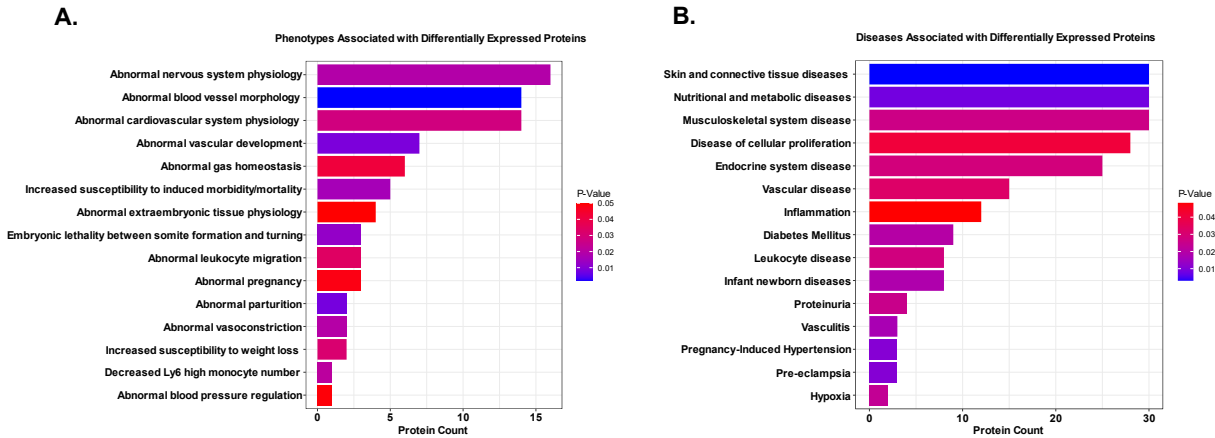 A.
Phenotypes Associated with Differentially Expressed Proteins
Abnormal nervous system physiology
Abnormal blood vessel morphology
Abnormal cardiovascular system physiology
Abnormal vascular development
Abnormal gas homeostasis
Increased susceptibility to induced morbidity/mortality
Abnormal extraembryonic tissue physiology
Embryonic lethality between somite formation and turning
Abnormal leukocyte migration
Abnormal pregnancy
Abnormal parturition
Abnormal vasoconstriction
Increased susceptibility to weight loss
Decreased Ly6 high monocyte number
Abnormal blood pressure regulation
0 5 10 15
Protein Count
P-Value
0.05
0.04
0.03
0.02
0.01
B.
Diseases Associated with Differentially Expressed Proteins
Skin and connective tissue diseases
Nutritional and metabolic diseases
Musculoskeletal system disease
Disease of cellular proliferation
Endocrine system disease
Vascular disease
Inflammation
Diabetes Mellitus
Leukocyte disease
Infant newborn diseases
Proteinuria
Vasculitis
Pregnancy-Induced Hypertension
Pre-eclampsia
Hypoxia
0 10 20 30
Protein Count
P-Value
0.04
0.03
0.02
0.01